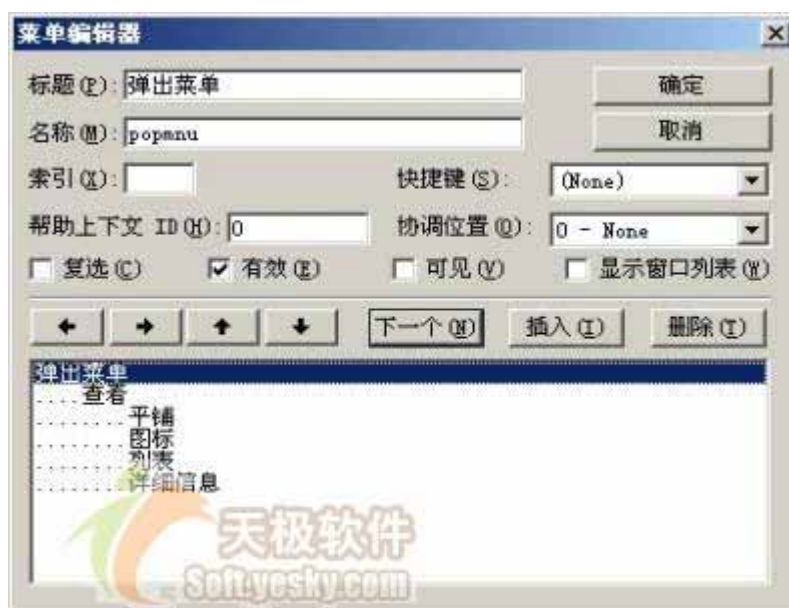 菜单编辑器
标题(P): 弹出菜单
确定
名称(M): popmnu
取消
索引(X):
快捷键(S): (None)
帮助上下文 ID(H): 0
协调位置(O): 0 - None
复选(C) 有效(E) 可见(V) 显示窗口列表(W)
下一个(N) 插入(I) 删除(T)
弹出菜单
....查看
........平铺
........图标
........列表
........详细信息
天极软件
Soft.yesky.com